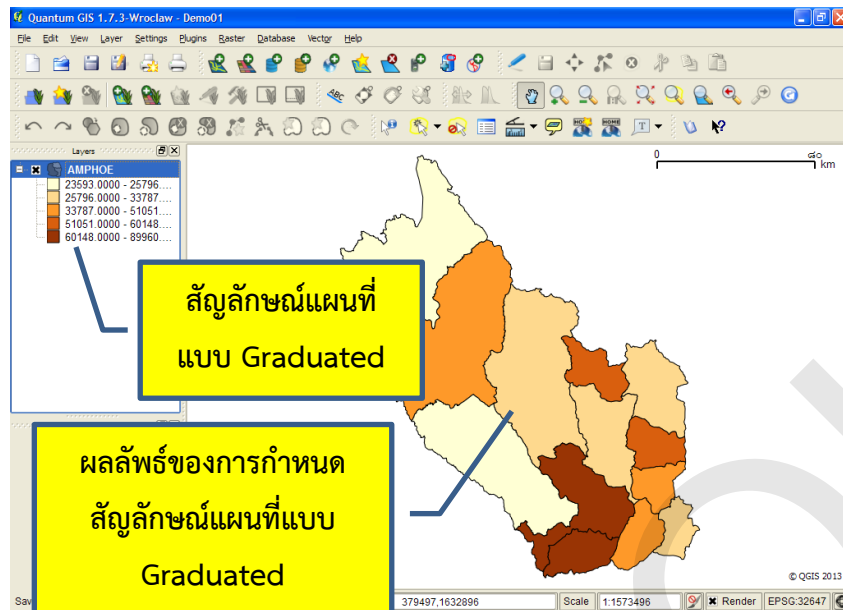 Quantum GIS 1.7.3-Wroclaw - Demo01
File Edit View Layer Settings Plugins Raster Database Vector Help
Layers
AMPHOE
23593.0000 - 25796....
25796.0000 - 33787....
33787.0000 - 51051....
51051.0000 - 60148....
60148.0000 - 89960....
0 ๘๐
km
สัญลักษณ์แผนที่
แบบ Graduated
ผลลัพธ์ของการกำหนด
สัญลักษณ์แผนที่แบบ
Graduated
© QGIS 2013
379497,1632896 Scale 1:1573496 Render EPSG:32647